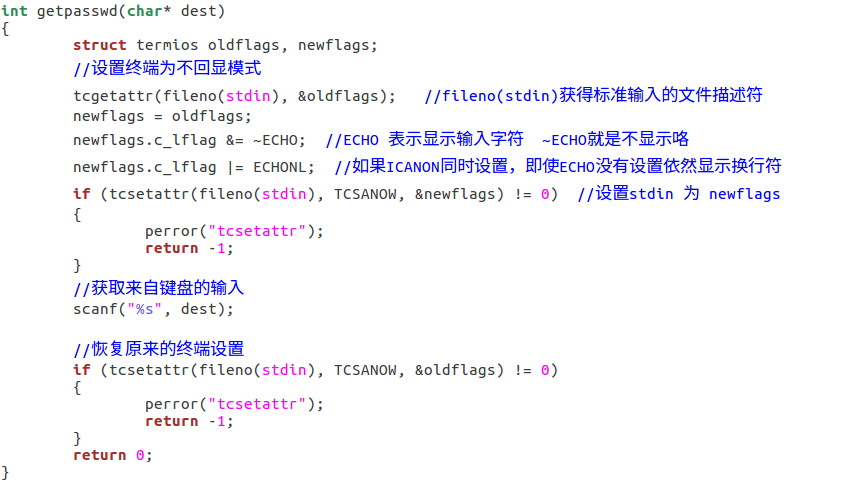 int getpasswd(char* dest)
{
        struct termios oldflags, newflags;
        //设置终端为不回显模式
        tcgetattr(fileno(stdin), &oldflags);   //fileno(stdin)获得标准输入的文件描述符
        newflags = oldflags;
        newflags.c_lflag &= ~ECHO;  //ECHO 表示显示输入字符  ~ECHO就是不显示咯
        newflags.c_lflag |= ECHONL;  //如果ICANON同时设置，即使ECHO没有设置依然显示换行符
        if (tcsetattr(fileno(stdin), TCSANOW, &newflags) != 0)  //设置stdin 为 newflags
        {
                perror("tcsetattr");
                return -1;
        }
        //获取来自键盘的输入
        scanf("%s", dest);

        //恢复原来的终端设置
        if (tcsetattr(fileno(stdin), TCSANOW, &oldflags) != 0)
        {
                perror("tcsetattr");
                return -1;
        }
        return 0;
}